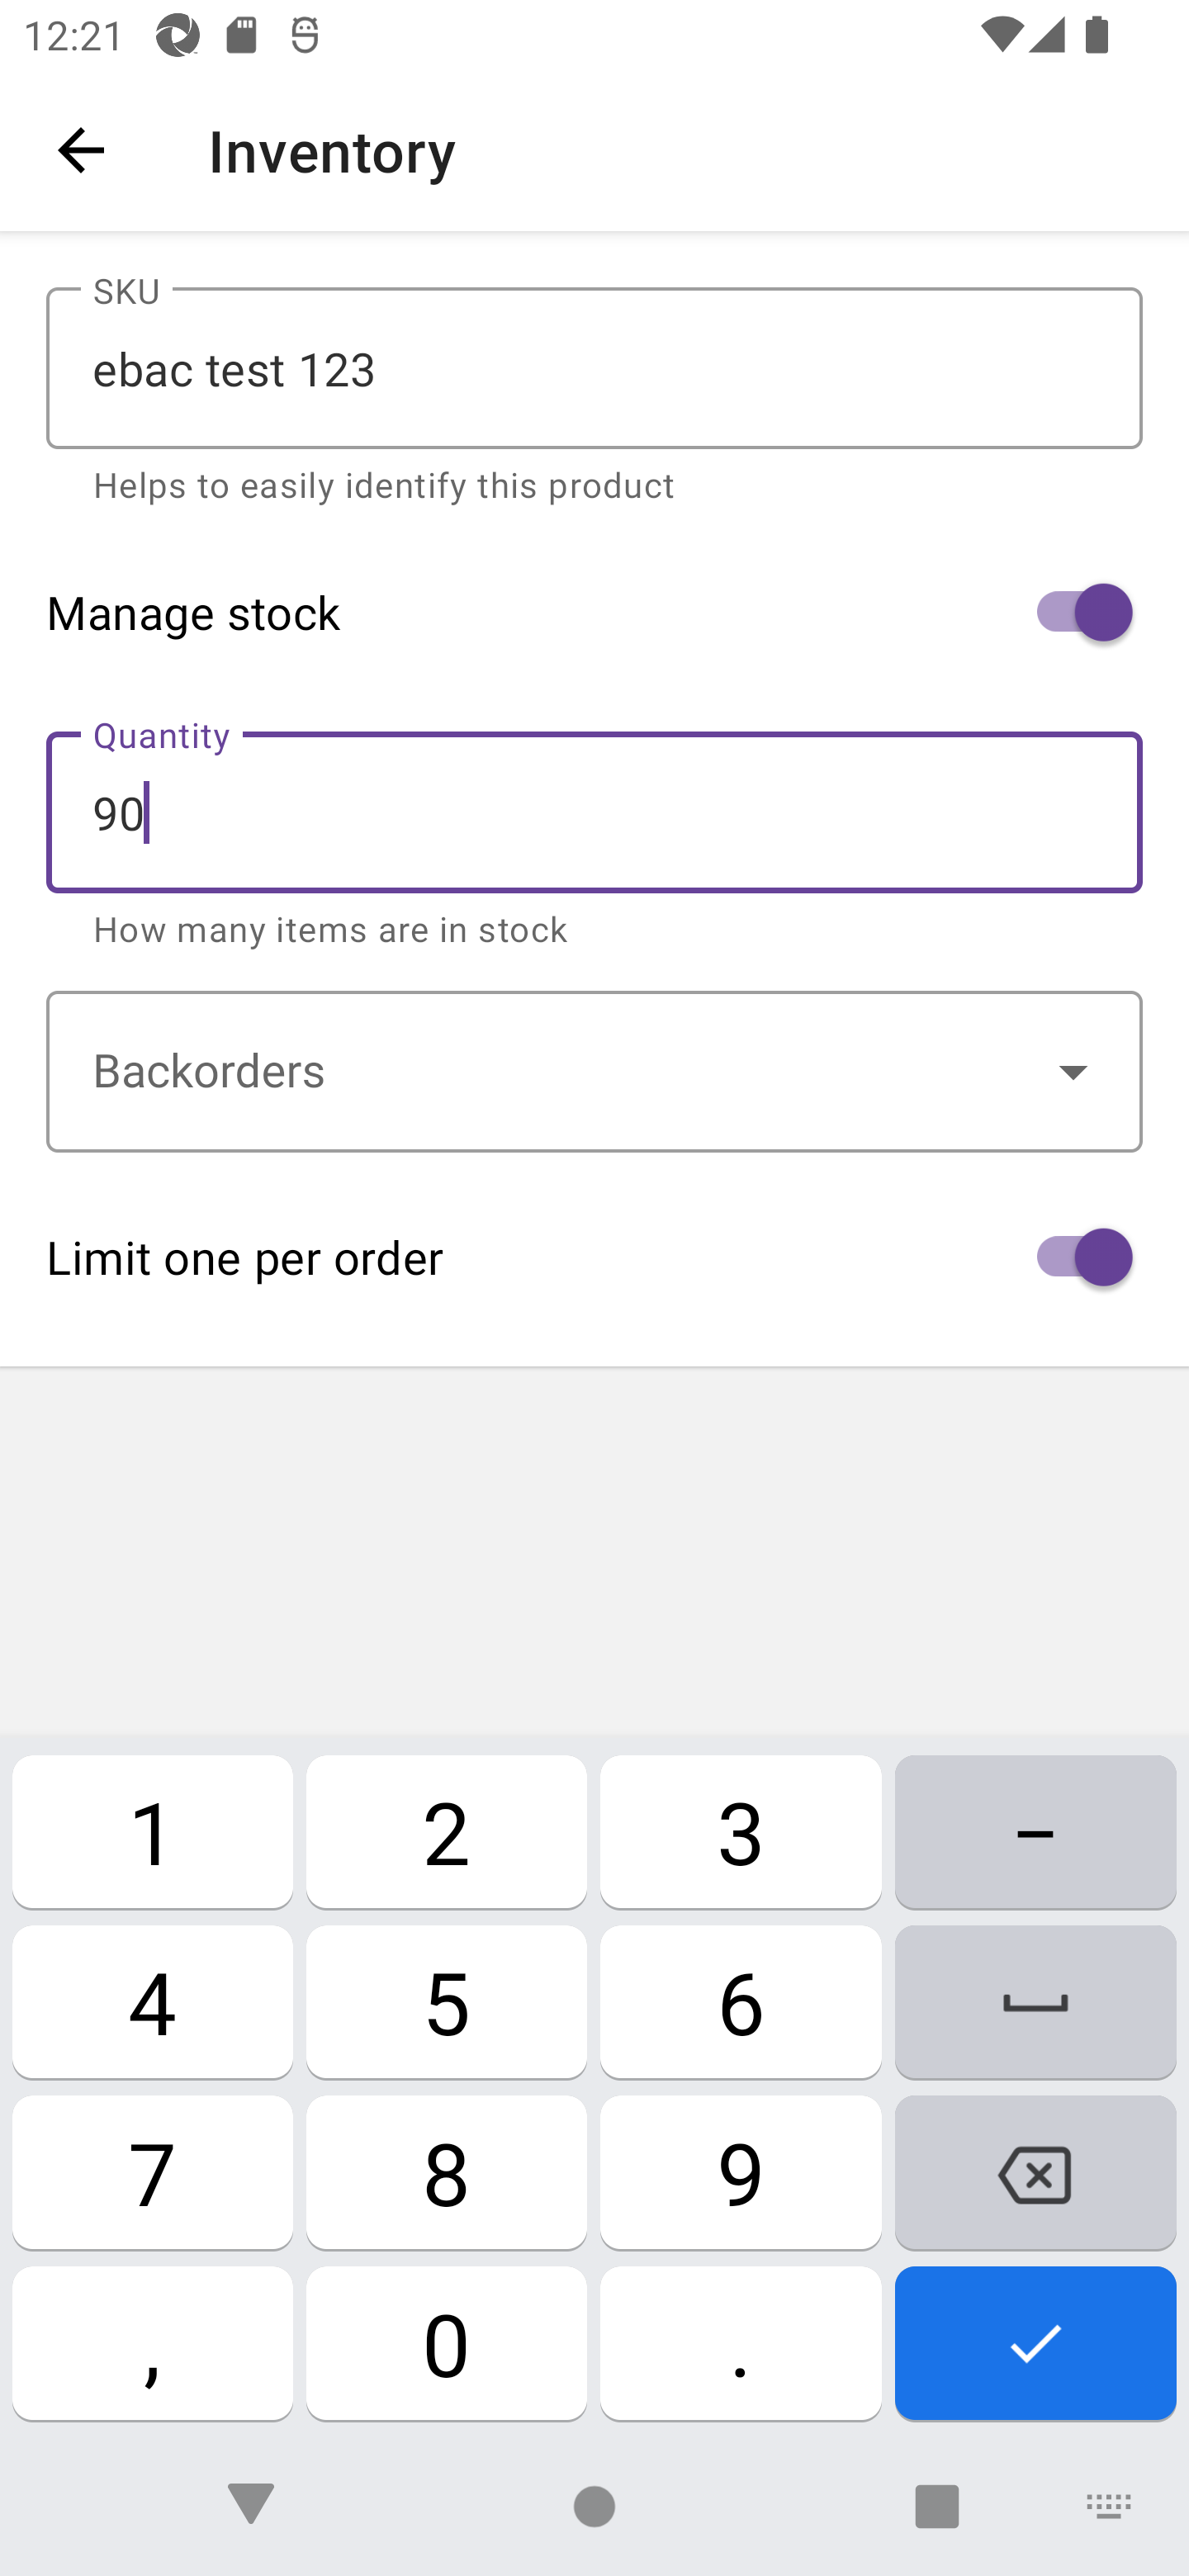 12:21
Inventory
SKU
ebac test 123
Helps to easily identify this product
Manage stock
Quantity
90
How many items are in stock
Backorders
Limit one per order
1 2 3 –
4 5 6
7 8 9
, 0 .